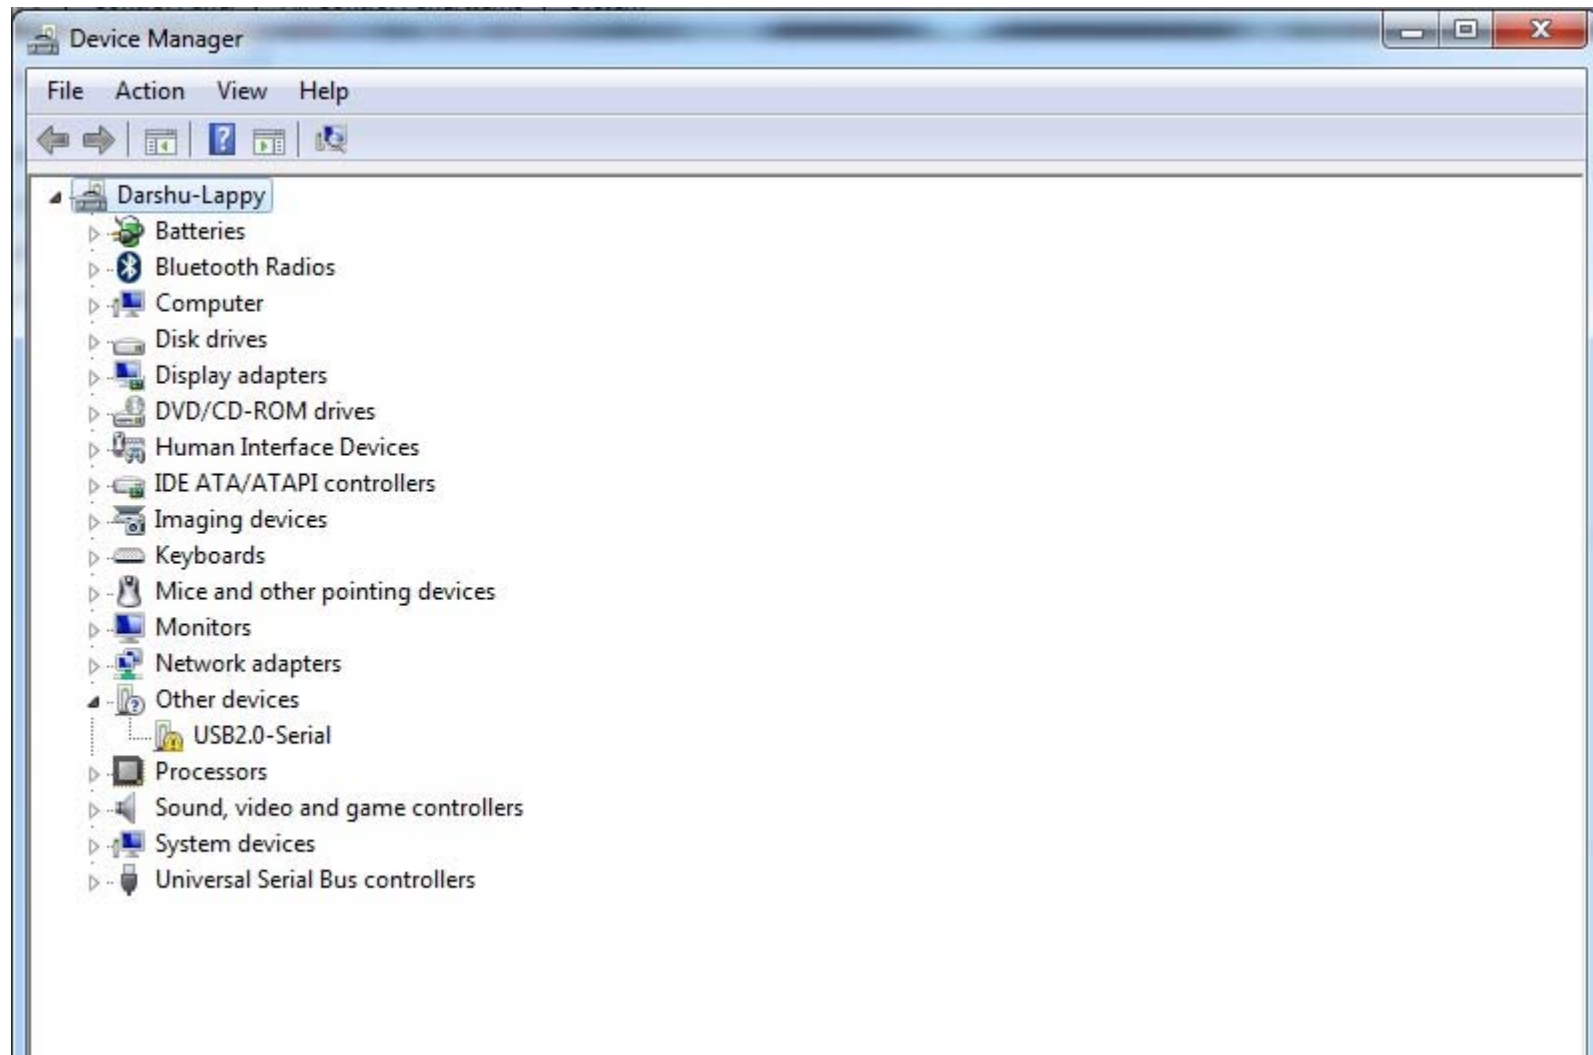 Device Manager
File Action View Help
Darshu-Lappy
Batteries
Bluetooth Radios
Computer
Disk drives
Display adapters
DVD/CD-ROM drives
Human Interface Devices
IDE ATA/ATAPI controllers
Imaging devices
Keyboards
Mice and other pointing devices
Monitors
Network adapters
Other devices
USB2.0-Serial
Processors
Sound, video and game controllers
System devices
Universal Serial Bus controllers